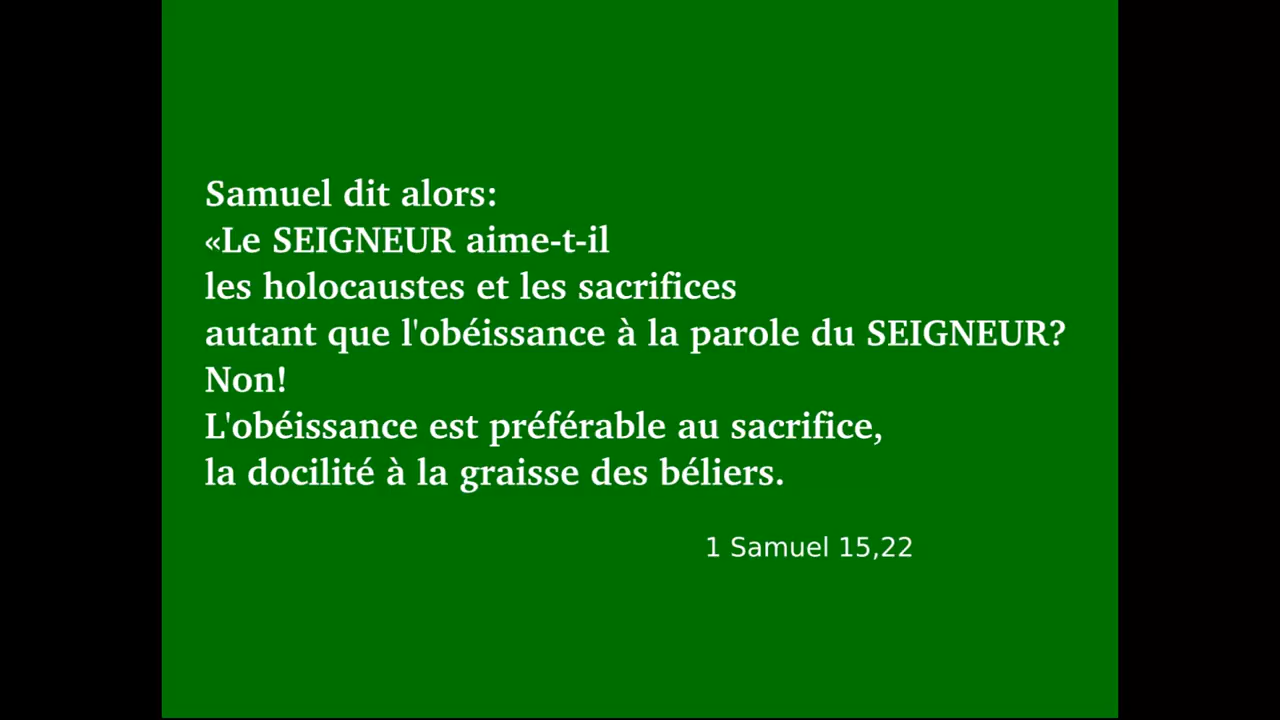 Samuel dit alors:
«Le SEIGNEUR aime-t-il
les holocaustes et les sacrifices
autant que l'obéissance à la parole du SEIGNEUR?
Non!
L'obéissance est préférable au sacrifice,
la docilité à la graisse des béliers.
1 Samuel 15,22